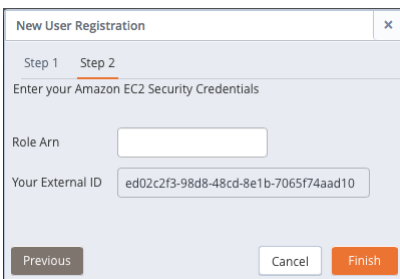 New User Registration ×
Step 1 Step 2
Enter your Amazon EC2 Security Credentials
Role Arn
Your External ID ed02c2f3-98d8-48cd-8e1b-7065f74aad10
Previous Cancel Finish